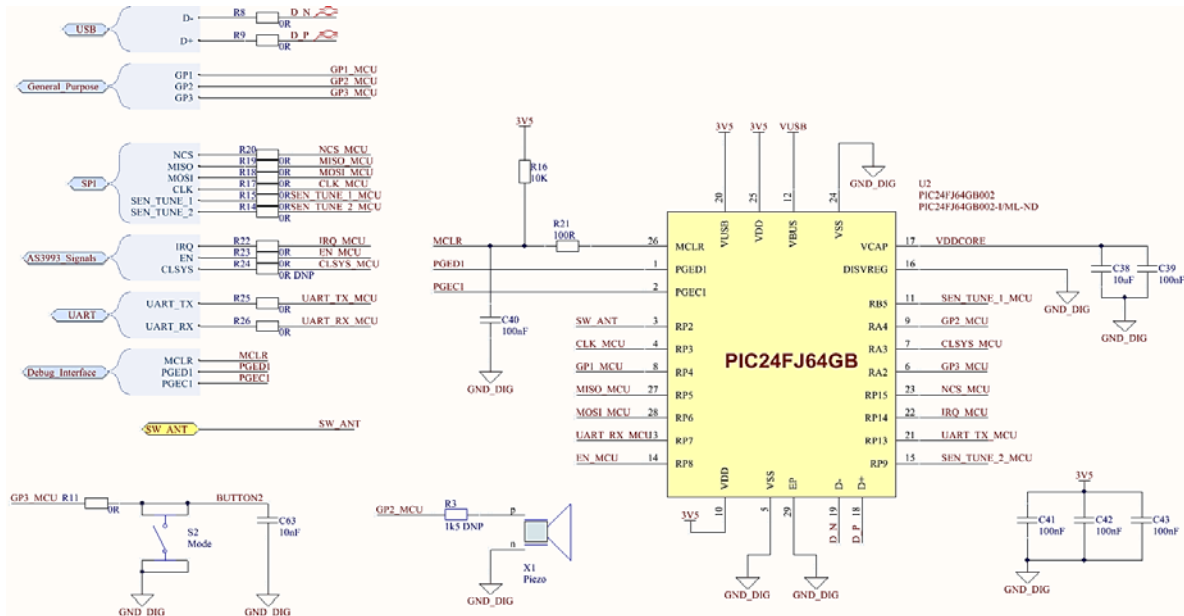 USB
D- R8 D_N
0R
D+ R9 D_P
0R
General_Purpose
GP1 GP1_MCU
GP2 GP2_MCU
GP3 GP3_MCU
SPI
NCS R20 NCS_MCU
MISO R19 0R MISO_MCU
MOSI R18 0R MOSI_MCU
CLK R17 0R CLK_MCU
SEN_TUNE_1 R15 0R SEN_TUNE_1_MCU
SEN_TUNE_2 R14 0R SEN_TUNE_2_MCU
0R
AS3993_Signals
IRQ R22 IRQ_MCU
EN R23 0R EN_MCU
CLSYS R24 0R CLSYS_MCU
0R DNP
UART
UART_TX R25 UART_TX_MCU
0R
UART_RX R26 UART_RX_MCU
0R
Debug_Interface
MCLR MCLR
PGED1 PGED1
PGEC1 PGEC1
SW_ANT SW_ANT
GP3_MCU R11 BUTTON2
0R
S2
Mode
C63
10nF
GND_DIG GND_DIG
GP2_MCU R3
1k5 DNP
p
n
X1
Piezo
GND_DIG
3V5
R16
10K
MCLR
R21
100R
PGED1
PGEC1
C40
100nF
GND_DIG
3V5 3V5 VUSB
GND_DIG
U2
PIC24FJ64GB002
PIC24FJ64GB002-I/ML-ND
20 25 12 24
VUSB VDD VBUS VSS
26 MCLR
1 PGED1
2 PGEC1
SW_ANT 3 RP2
CLK_MCU 4 RP3
GP1_MCU 8 RP4
MISO_MCU 27 RP5
MOSI_MCU 28 RP6
UART_RX_MCU 13 RP7
EN_MCU 14 RP8
PIC24FJ64GB
VCAP 17 VDDCORE
DISVREG 16
RB5 11 SEN_TUNE_1_MCU
RA4 9 GP2_MCU
RA3 7 CLSYS_MCU
RA2 6 GP3_MCU
RP15 23 NCS_MCU
RP14 22 IRQ_MCU
RP13 21 UART_TX_MCU
RP9 15 SEN_TUNE_2_MCU
VDD VSS EP D- D+
10 5 29 19 18
3V5
D_N D_P
GND_DIG GND_DIG
C38
10uF
C39
100nF
GND_DIG
GND_DIG
3V5
C41
100nF
C42
100nF
C43
100nF
GND_DIG